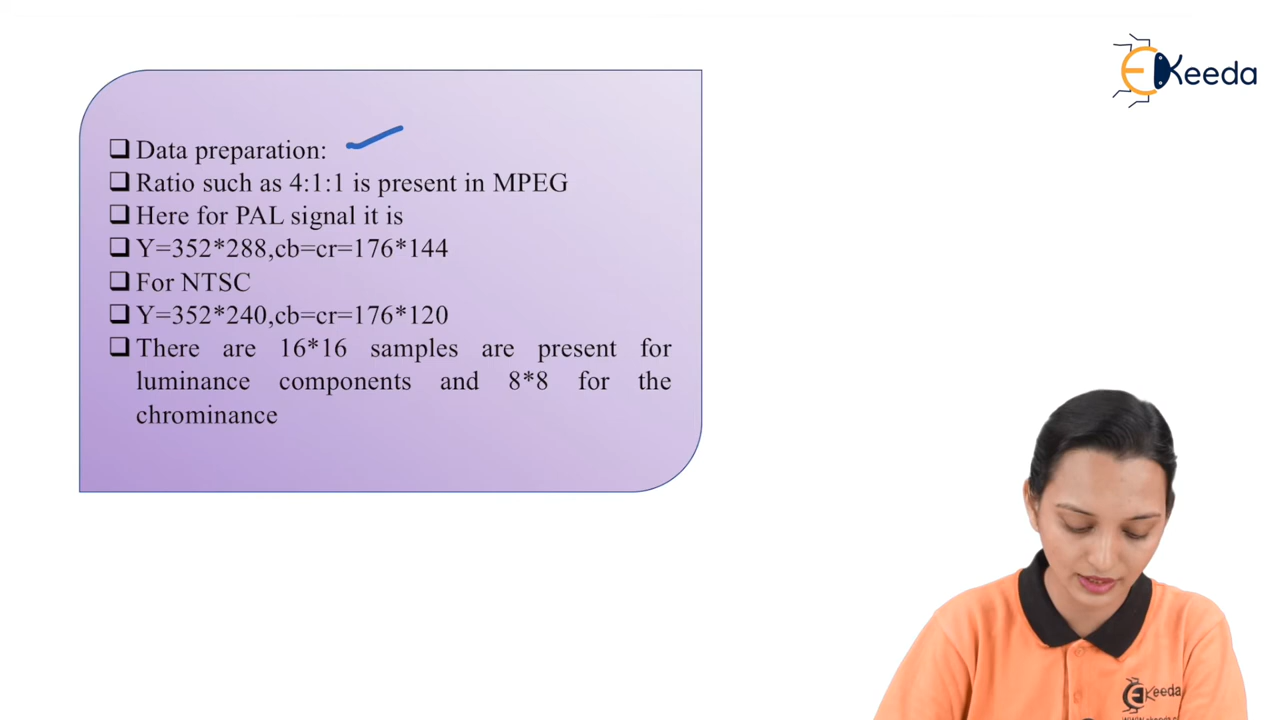 EKeeda
❑ Data preparation:
❑ Ratio such as 4:1:1 is present in MPEG
❑ Here for PAL signal it is
❑ Y=352*288,cb=cr=176*144
❑ For NTSC
❑ Y=352*240,cb=cr=176*120
❑ There are 16*16 samples are present for
luminance components and 8*8 for the
chrominance
EKeeda